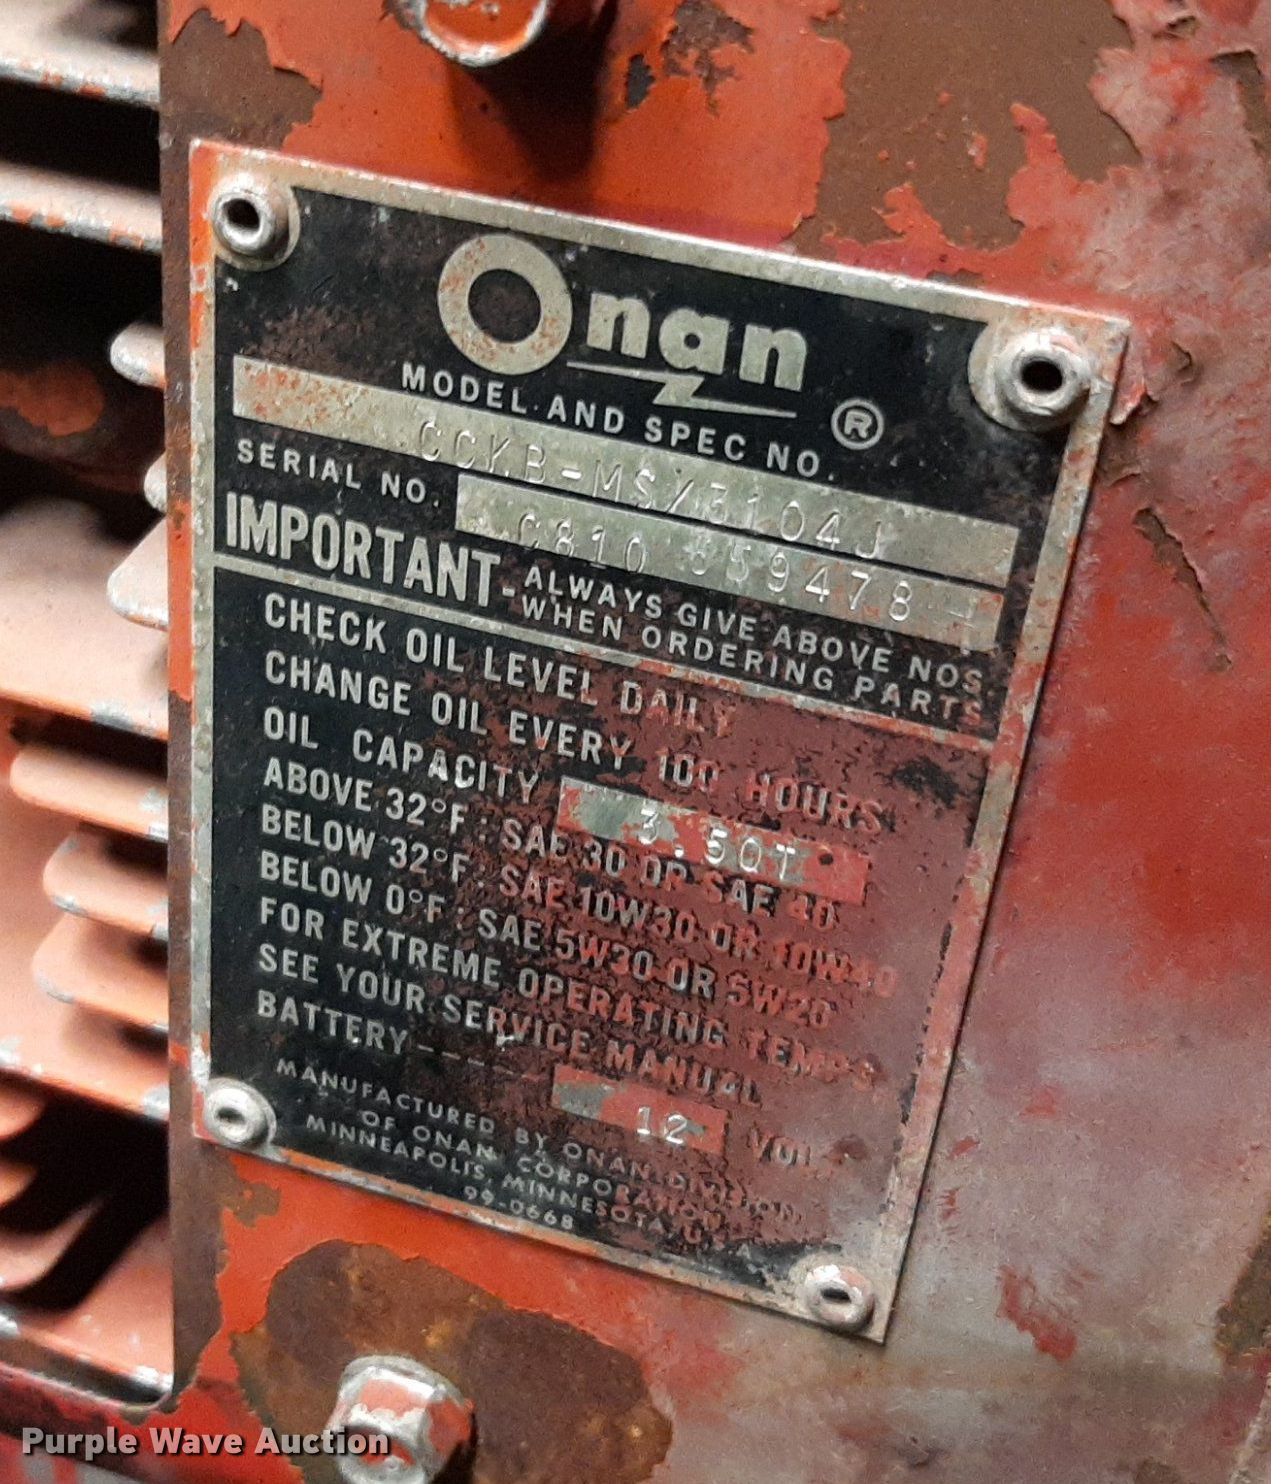 Onan ®
MODEL AND SPEC NO.
CCKB-MS/3104J
SERIAL NO. C810 559478
IMPORTANT - ALWAYS GIVE ABOVE NOS.
WHEN ORDERING PARTS
CHECK OIL LEVEL DAILY
CHANGE OIL EVERY 100 HOURS
OIL CAPACITY 3.5QT
ABOVE 32°F : SAE 30 OR SAE 40
BELOW 32°F : SAE 10W30 OR 10W40
BELOW 0°F : SAE 5W30 OR 5W20
FOR EXTREME OPERATING TEMPS
SEE YOUR SERVICE MANUAL
BATTERY ---- 12 VOLT
MANUFACTURED BY ONAN DIVISION
OF ONAN CORPORATION
MINNEAPOLIS, MINNESOTA, U.S.A.
99-0668
Purple Wave Auction